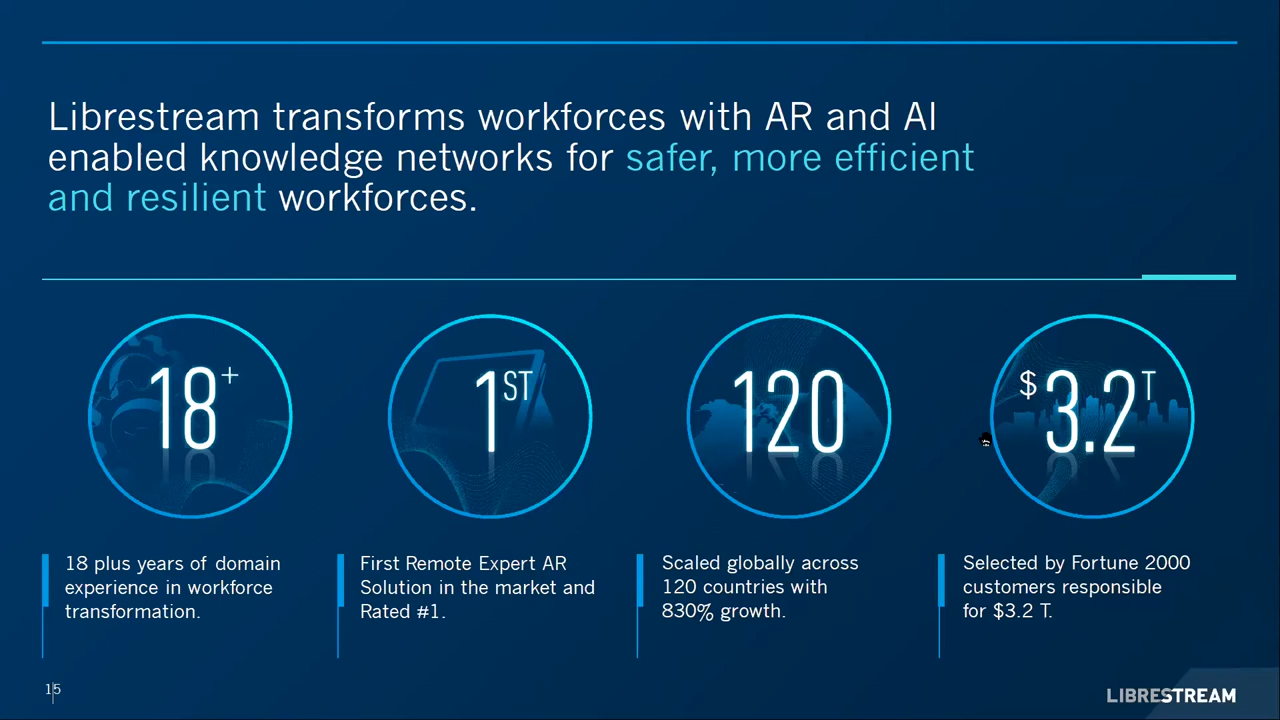 Librestream transforms workforces with AR and AI
enabled knowledge networks for safer, more efficient
and resilient workforces.
18+
1ST
120
$3.2T
18 plus years of domain
experience in workforce
transformation.
First Remote Expert AR
Solution in the market and
Rated #1.
Scaled globally across
120 countries with
830% growth.
Selected by Fortune 2000
customers responsible
for $3.2 T.
15
LIBRESTREAM